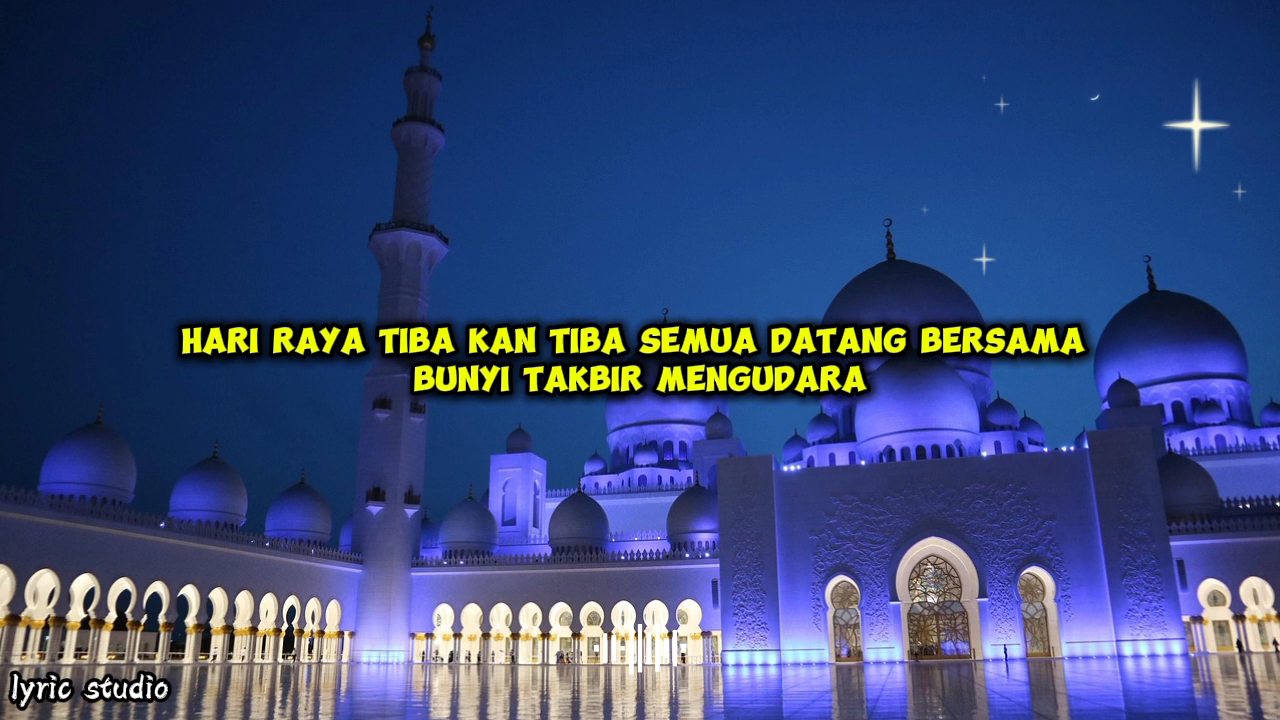 HARI RAYA TIBA KAN TIBA SEMUA DATANG BERSAMA
BUNYI TAKBIR MENGUDARA
lyric studio